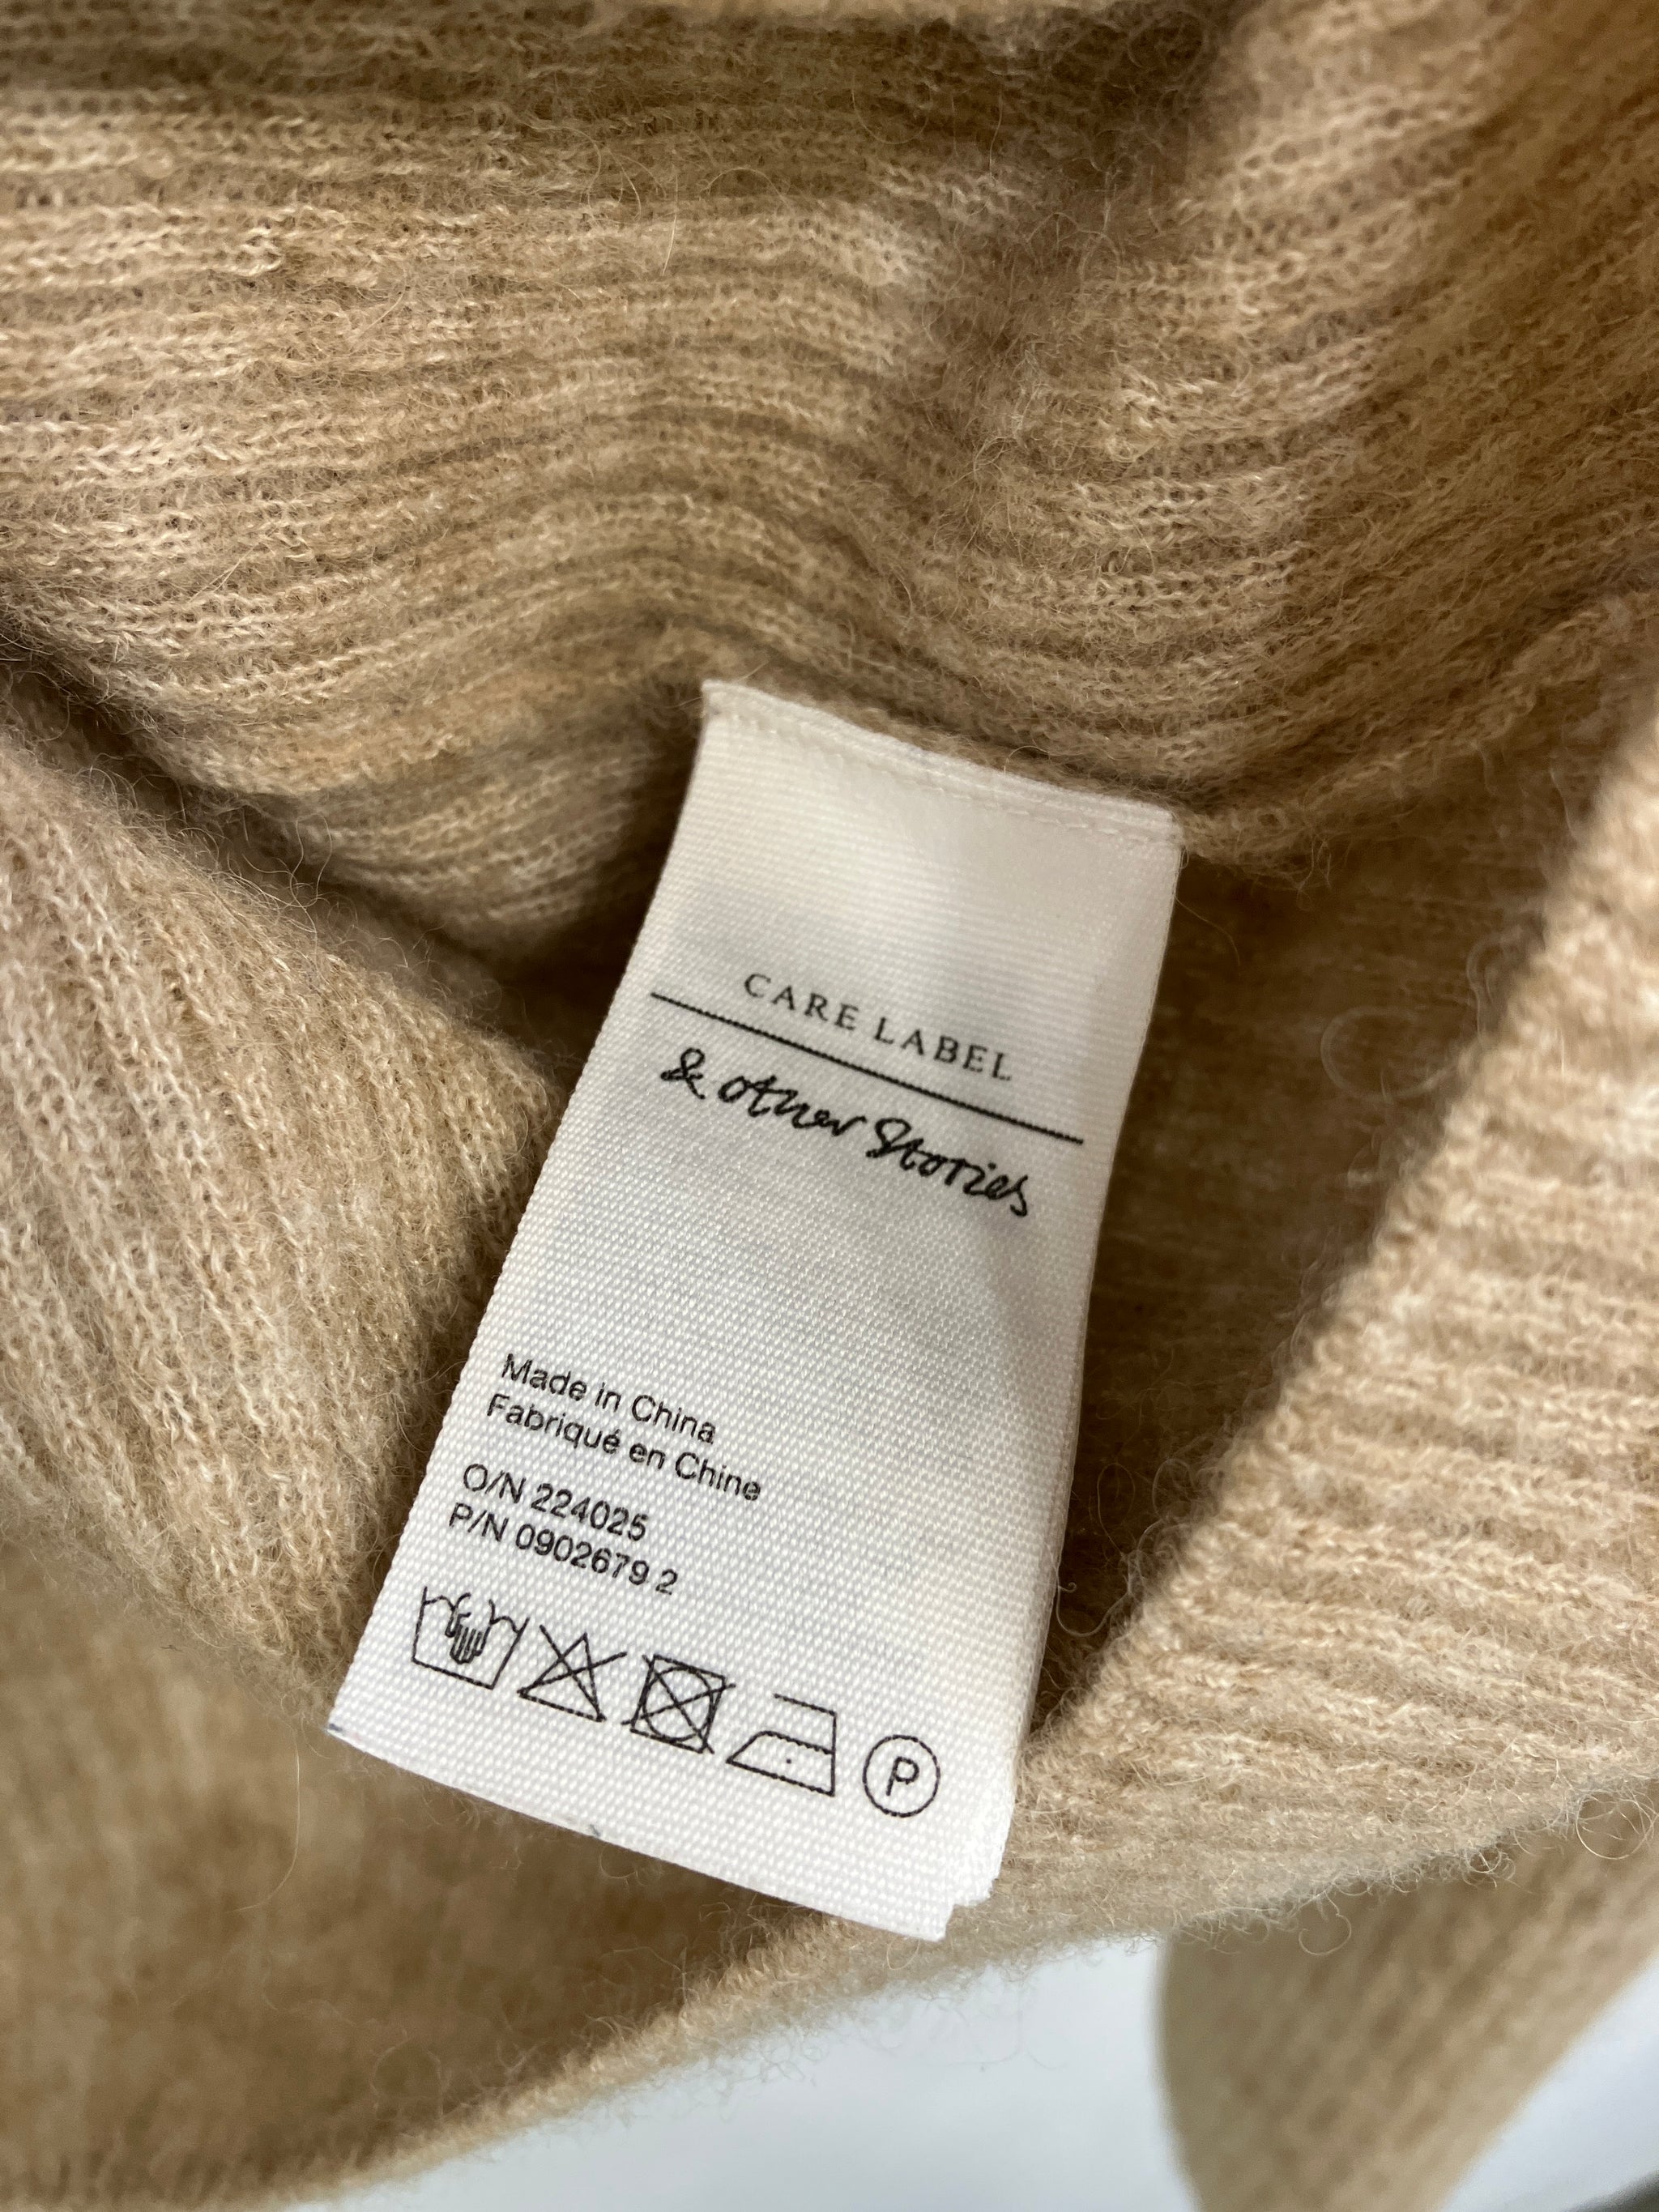 CARE LABEL
& other Stories
Made in China
Fabriqué en Chine
O/N 224025
P/N 0902679 2
P